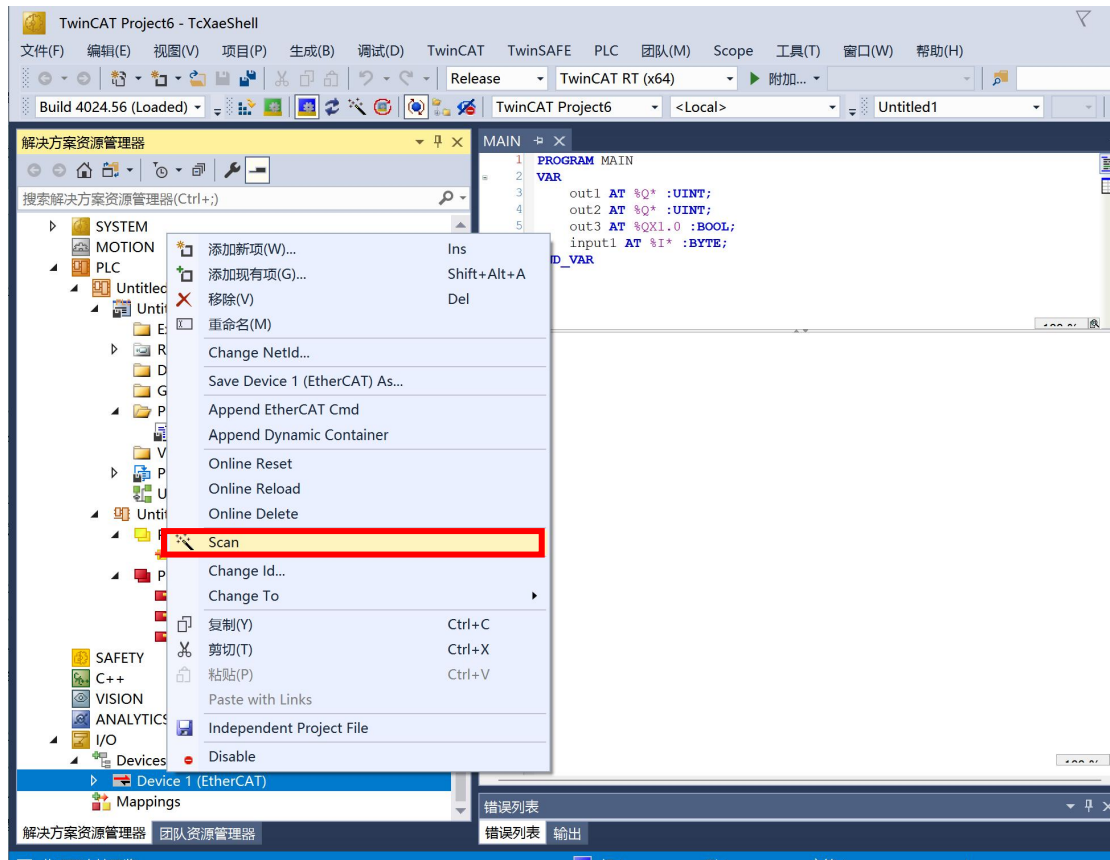 TwinCAT Project6 - TcXaeShell
文件(F) 编辑(E) 视图(V) 项目(P) 生成(B) 调试(D) TwinCAT TwinSAFE PLC 团队(M) Scope 工具(T) 窗口(W) 帮助(H)
Release TwinCAT RT (x64) 附加...
Build 4024.56 (Loaded) TwinCAT Project6 <Local> Untitled1
解决方案资源管理器
搜索解决方案资源管理器(Ctrl+;)
SYSTEM
MOTION
PLC
SAFETY
C++
VISION
ANALYTICS
I/O
Devices
Device 1 (EtherCAT)
Mappings
解决方案资源管理器 团队资源管理器
添加新项(W)... Ins
添加现有项(G)... Shift+Alt+A
移除(V) Del
重命名(M)
Change NetId...
Save Device 1 (EtherCAT) As...
Append EtherCAT Cmd
Append Dynamic Container
Online Reset
Online Reload
Online Delete
Scan
Change Id...
Change To
复制(Y) Ctrl+C
剪切(T) Ctrl+X
粘贴(P) Ctrl+V
Paste with Links
Independent Project File
Disable
MAIN
1 PROGRAM MAIN
2 VAR
3 out1 AT %Q* :UINT;
4 out2 AT %Q* :UINT;
5 out3 AT %QX1.0 :BOOL;
input1 AT %I* :BYTE;
错误列表
错误列表 输出